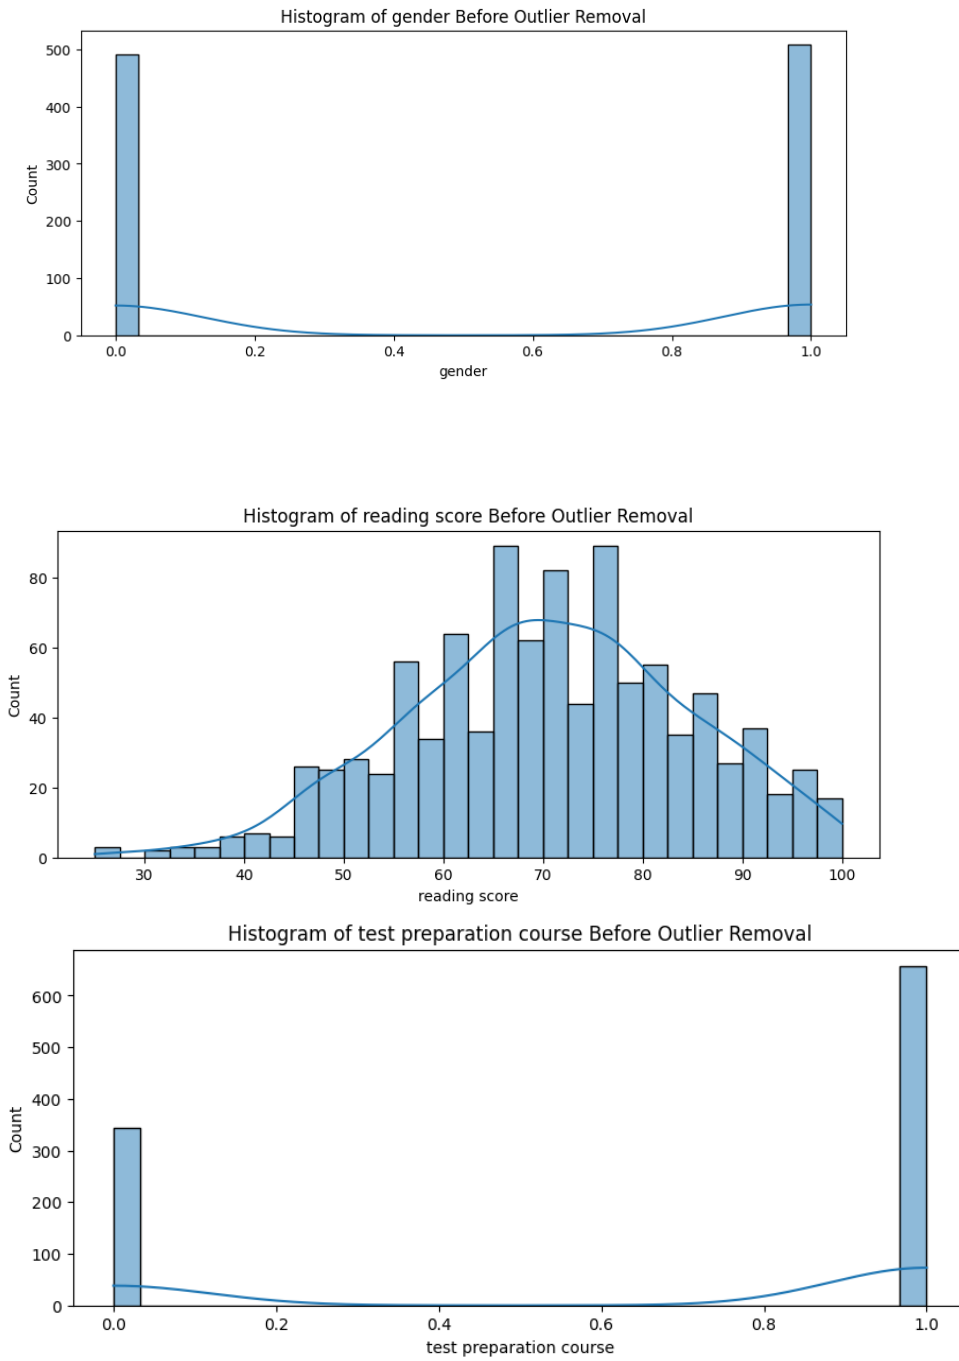 Histogram of gender Before Outlier Removal
500
400
300
200
100
0
Count
0.0 0.2 0.4 0.6 0.8 1.0
gender
Histogram of reading score Before Outlier Removal
80
60
40
20
0
Count
30 40 50 60 70 80 90 100
reading score
Histogram of test preparation course Before Outlier Removal
600
500
400
300
200
100
0
Count
0.0 0.2 0.4 0.6 0.8 1.0
test preparation course